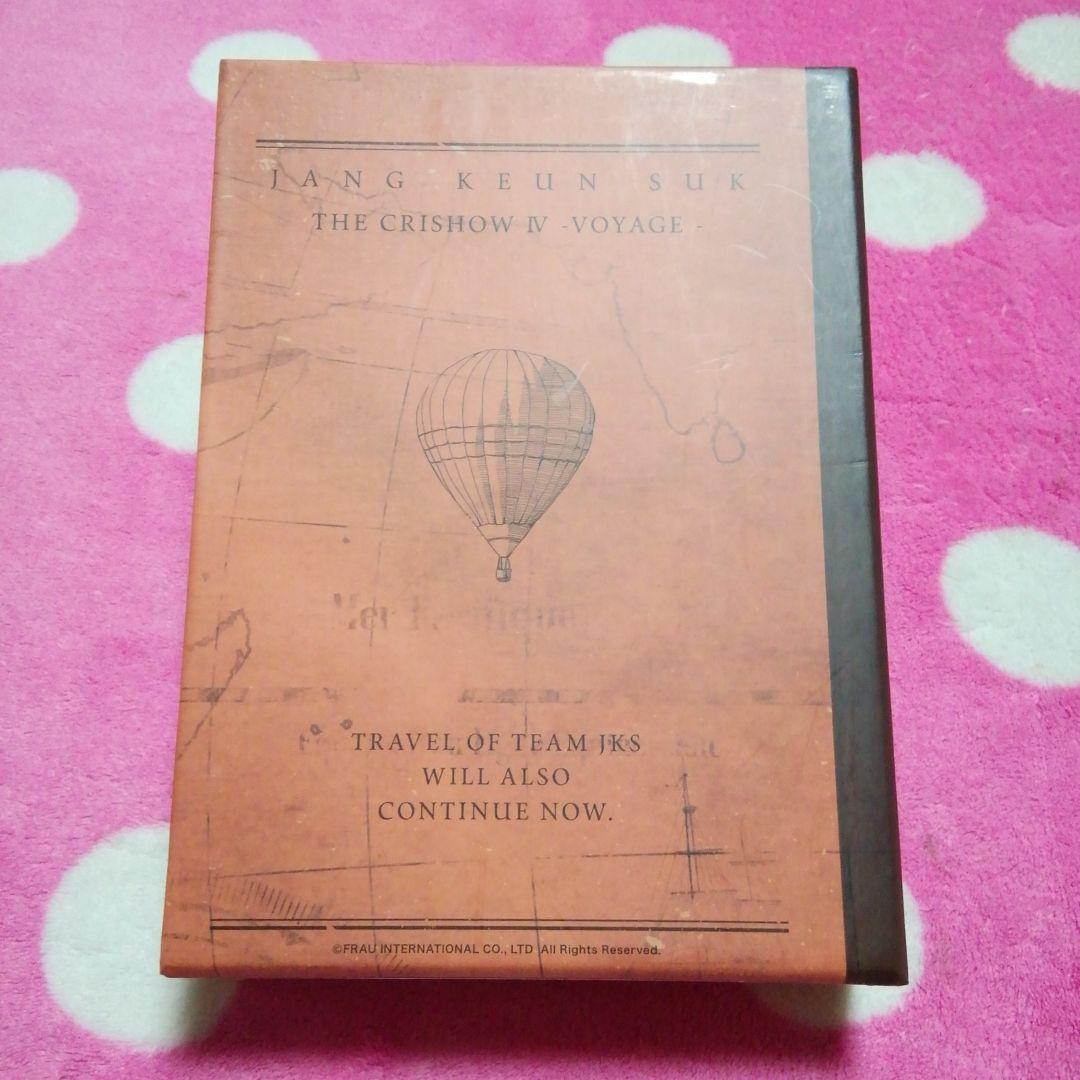 JANG KEUN SUK
THE CRISHOW Ⅳ -VOYAGE -
TRAVEL OF TEAM JKS
WILL ALSO
CONTINUE NOW.
©FRAU INTERNATIONAL CO., LTD All Rights Reserved.